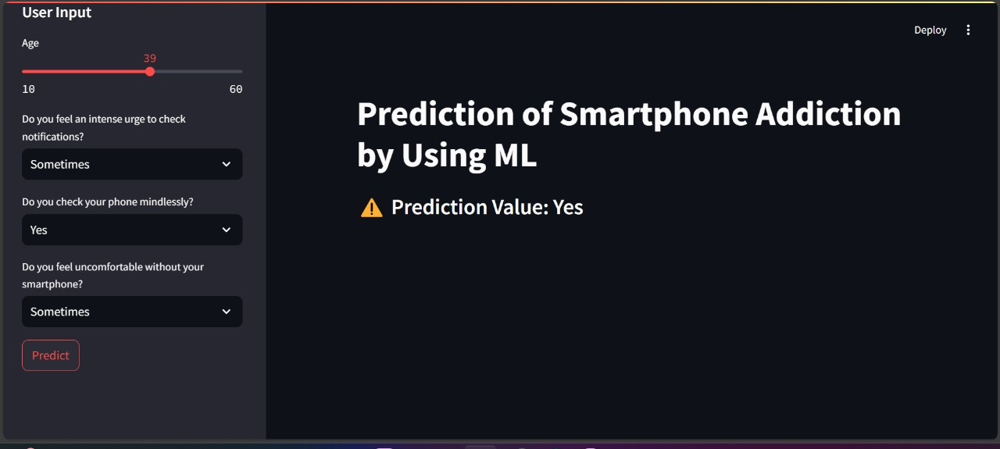 User Input
Age
39
10 60
Do you feel an intense urge to check
notifications?
Sometimes
Do you check your phone mindlessly?
Yes
Do you feel uncomfortable without your
smartphone?
Sometimes
Predict
Deploy
Prediction of Smartphone Addiction
by Using ML
⚠️ Prediction Value: Yes